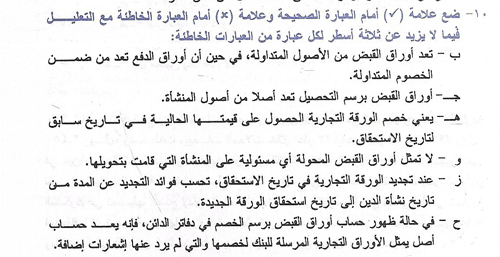 ١٠- ضع علامة (✓) أمام العبارة الصحيحة وعلامة (×) أمام العبارة الخاطئة مع التعليل
فيما لا يزيد عن ثلاثة أسطر لكل عبارة من العبارات الخاطئة:
ب - تعد أوراق القبض من الأصول المتداولة، في حين أن أوراق الدفع تعد من ضمن
الخصوم المتداولة.
جـ - أوراق القبض برسم التحصيل تعد أصلا من أصول المنشأة.
هـ - يعني خصم الورقة التجارية الحصول على قيمتها الحالية في تاريخ سابق
لتاريخ الاستحقاق.
و - لا تمثل أوراق القبض المحولة أي مسئولية على المنشأة التي قامت بتحويلها.
ز - عند تجديد الورقة التجارية في تاريخ الاستحقاق، تحسب فوائد التجديد عن المدة من
تاريخ نشأة الدين إلى تاريخ استحقاق الورقة الجديدة.
ح - في حالة ظهور حساب أوراق القبض برسم الخصم في دفاتر الدائن، فإنه يعد حساب
أصل يمثل الأوراق التجارية المرسلة للبنك لخصمها والتي لم يرد عنها إشعارات إضافة.